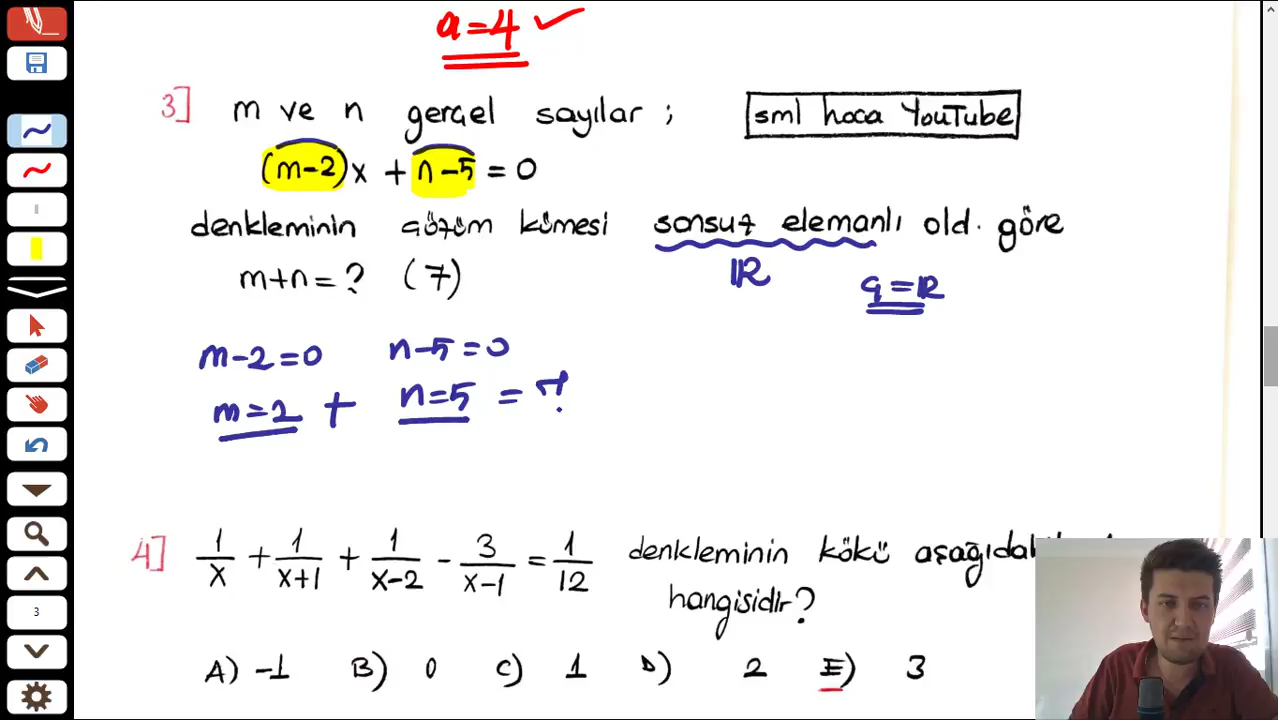 a=4 ✓
3] m ve n gerçel sayılar ;
sml hoca YouTube
(m-2)x + n-5 = 0
denkleminin çözüm kümesi sonsuz elemanlı old. göre
m+n=? (7)
IR
Ç=IR
m-2=0 n-5=0
m=2 + n=5 = 7
4] 1/x + 1/x+1 + 1/x-2 - 3/x-1 = 1/12 denkleminin kökü
hangisidir?
A) -1 B) 0 C) 1 D) 2 E) 3
3